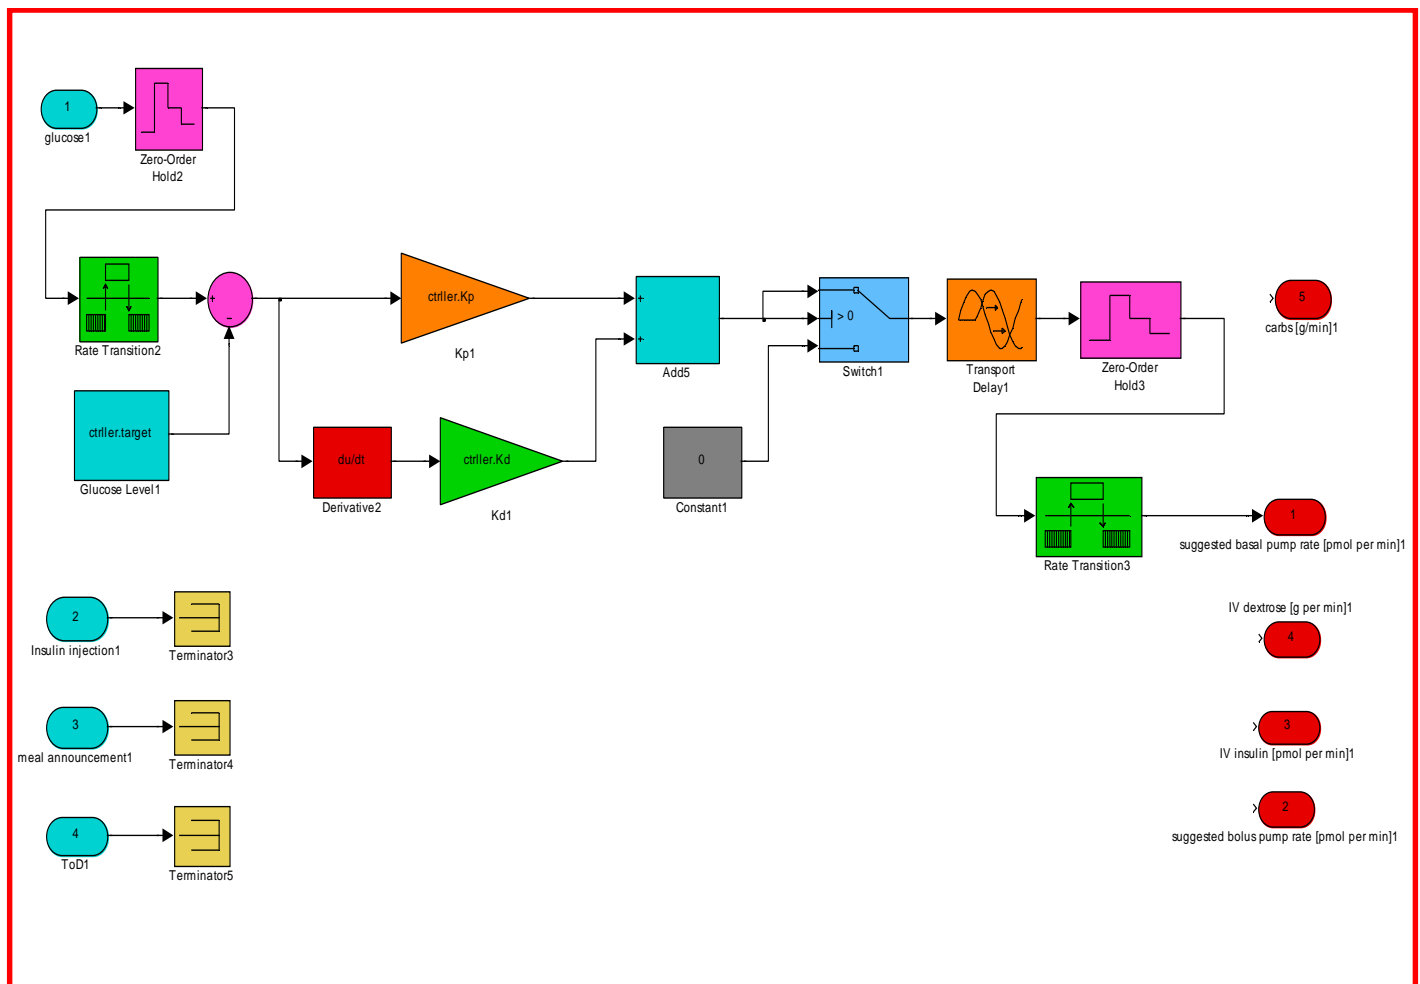 1
glucose1
Zero-Order
Hold2
Rate Transition2
+
-
ctrller.Kp
Kp1
+
+
Add5
> 0
Switch1
Transport
Delay1
Zero-Order
Hold3
5
carbs [g/min]1
ctrller.target
Glucose Level1
du/dt
Derivative2
ctrller.Kd
Kd1
0
Constant1
Rate Transition3
1
suggested basal pump rate [pmol per min]1
2
Insulin injection1
Terminator3
IV dextrose [g per min]1
4
3
meal announcement1
Terminator4
3
IV insulin [pmol per min]1
4
ToD1
Terminator5
2
suggested bolus pump rate [pmol per min]1